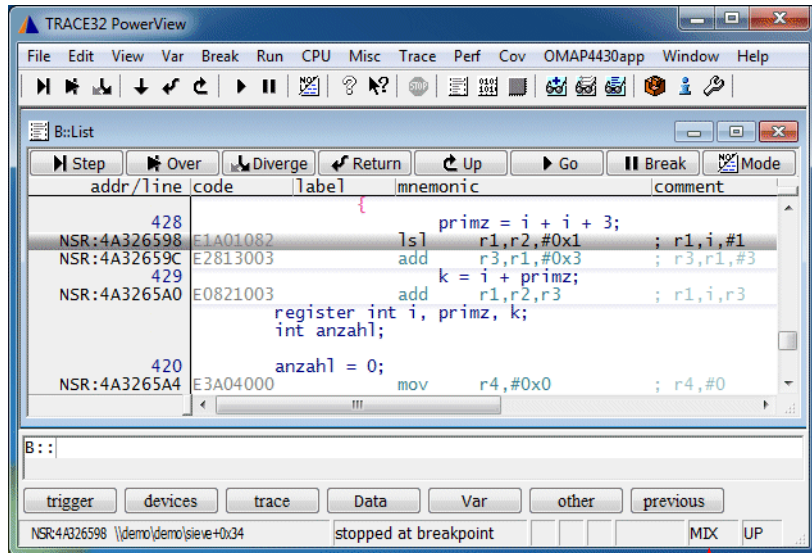 TRACE32 PowerView
File Edit View Var Break Run CPU Misc Trace Perf Cov OMAP4430app Window Help
B::List
Step Over Diverge Return Up Go Break Mode
addr/line code label mnemonic comment
{
428 primz = i + i + 3;
NSR:4A326598 E1A01082 lsl r1,r2,#0x1 ; r1,i,#1
NSR:4A32659C E2813003 add r3,r1,#0x3 ; r3,r1,#3
429 k = i + primz;
NSR:4A3265A0 E0821003 add r1,r2,r3 ; r1,i,r3
register int i, primz, k;
int anzahl;
420 anzahl = 0;
NSR:4A3265A4 E3A04000 mov r4,#0x0 ; r4,#0
B::
trigger devices trace Data Var other previous
NSR:4A326598 \\demo\demo\sieve+0x34 stopped at breakpoint MIX UP